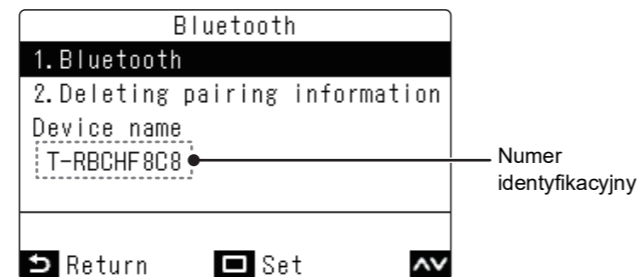 Bluetooth
1.Bluetooth
2.Deleting pairing information
Device name
T-RBCHF8C8
Numer
identyfikacyjny
Return Set